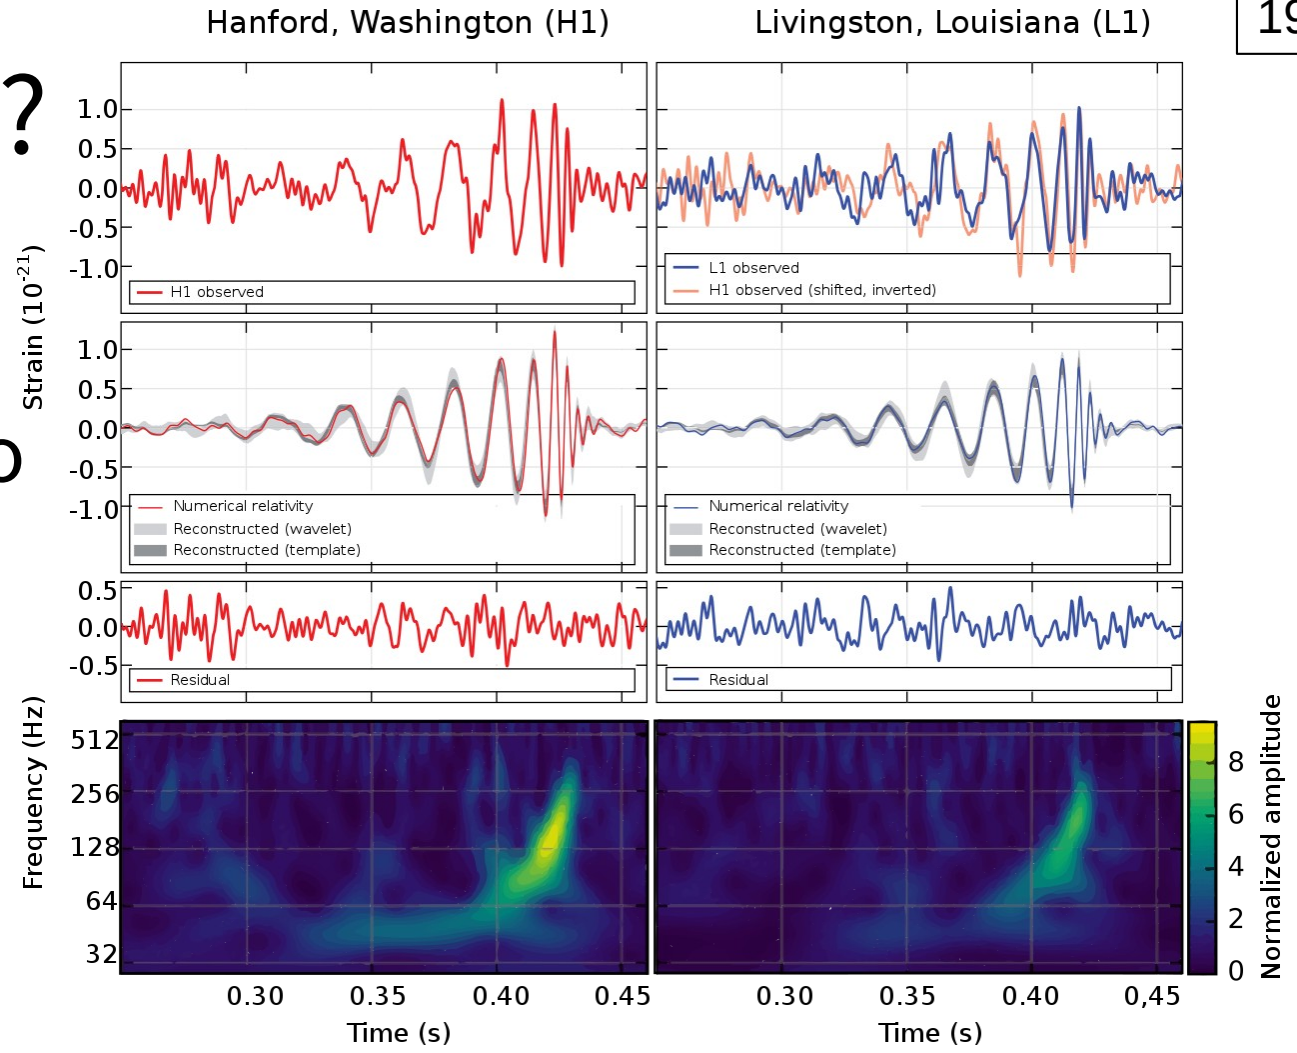 Hanford, Washington (H1)
Livingston, Louisiana (L1)
19
?
Strain (10⁻²¹)
1.0
0.5
0.0
-0.5
-1.0
H1 observed
L1 observed
H1 observed (shifted, inverted)
1.0
0.5
0.0
-0.5
-1.0
Numerical relativity
Reconstructed (wavelet)
Reconstructed (template)
Numerical relativity
Reconstructed (wavelet)
Reconstructed (template)
0.5
0.0
-0.5
Residual
Residual
Frequency (Hz)
512
256
128
64
32
Normalized amplitude
8
6
4
2
0
0.30 0.35 0.40 0.45
0.30 0.35 0.40 0,45
Time (s)
Time (s)